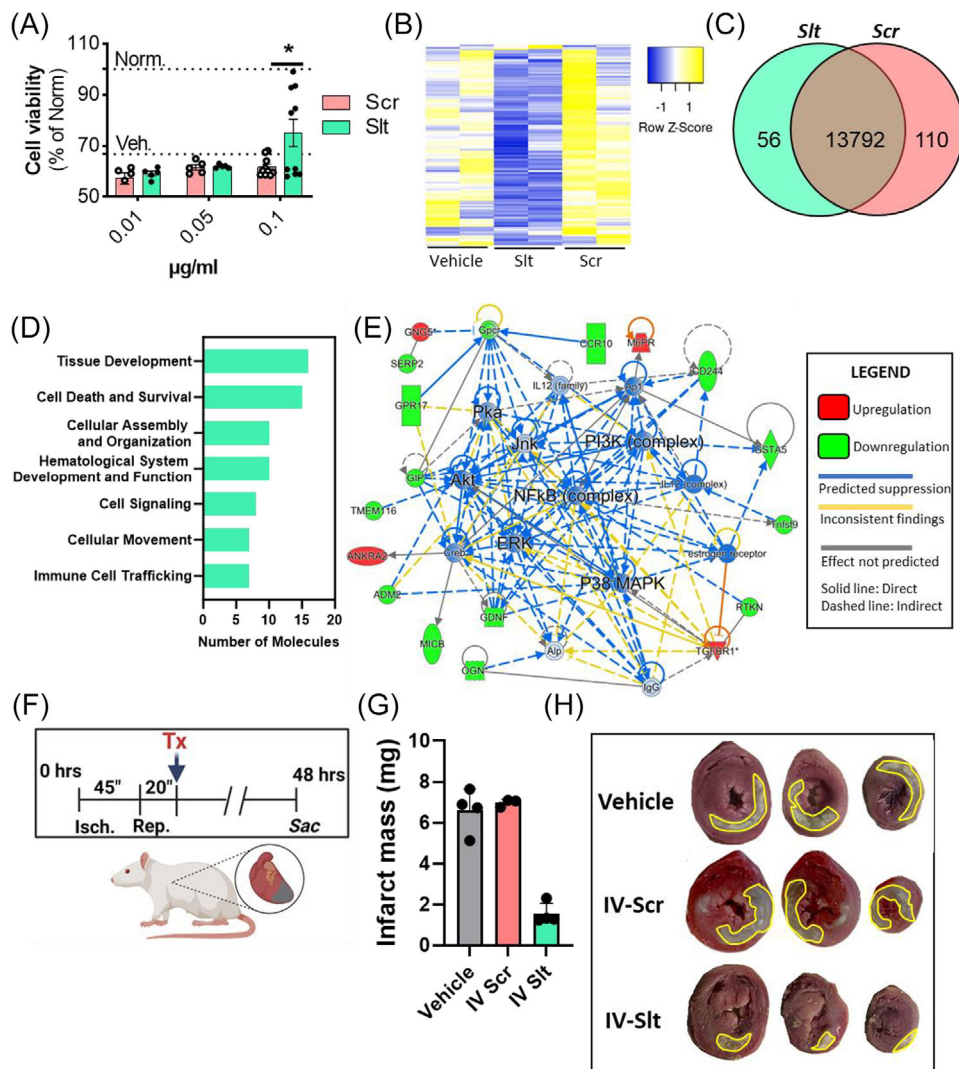 (A)
Cell viability
(% of Norm)
110
90
70
50
Norm.
Veh.
*
0.01
0.05
0.1
µg/ml
Scr
Slt
(B)
Vehicle
Slt
Scr
-1 1
Row Z-Score
(C)
Slt
Scr
56
13792
110
(D)
Tissue Development
Cell Death and Survival
Cellular Assembly
and Organization
Hematological System
Development and Function
Cell Signaling
Cellular Movement
Immune Cell Trafficking
0 5 10 15 20
Number of Molecules
(E)
GNG5*
Gpcr
SERP2
CCR10
M6PR
CD244
IL12 (family)
Ap1
GPR17
Pka
Jnk
PI3K (complex)
GSTA5
GIP
Akt
NFkB (complex)
IL12 (complex)
TMEM116
Tnfsf9
ERK
ANKRA2
Creb
estrogen receptor
P38 MAPK
ADM2
GDNF
RTKN
MICB
Alp
TGFBR1*
OGN
IgG
LEGEND
Upregulation
Downregulation
Predicted suppression
Inconsistent findings
Effect not predicted
Solid line: Direct
Dashed line: Indirect
(F)
Tx
0 hrs
48 hrs
45" 20"
Isch. Rep. Sac
(G)
Infarct mass (mg)
10
8
6
4
2
0
Vehicle
IV Scr
IV Slt
(H)
Vehicle
IV-Scr
IV-Slt